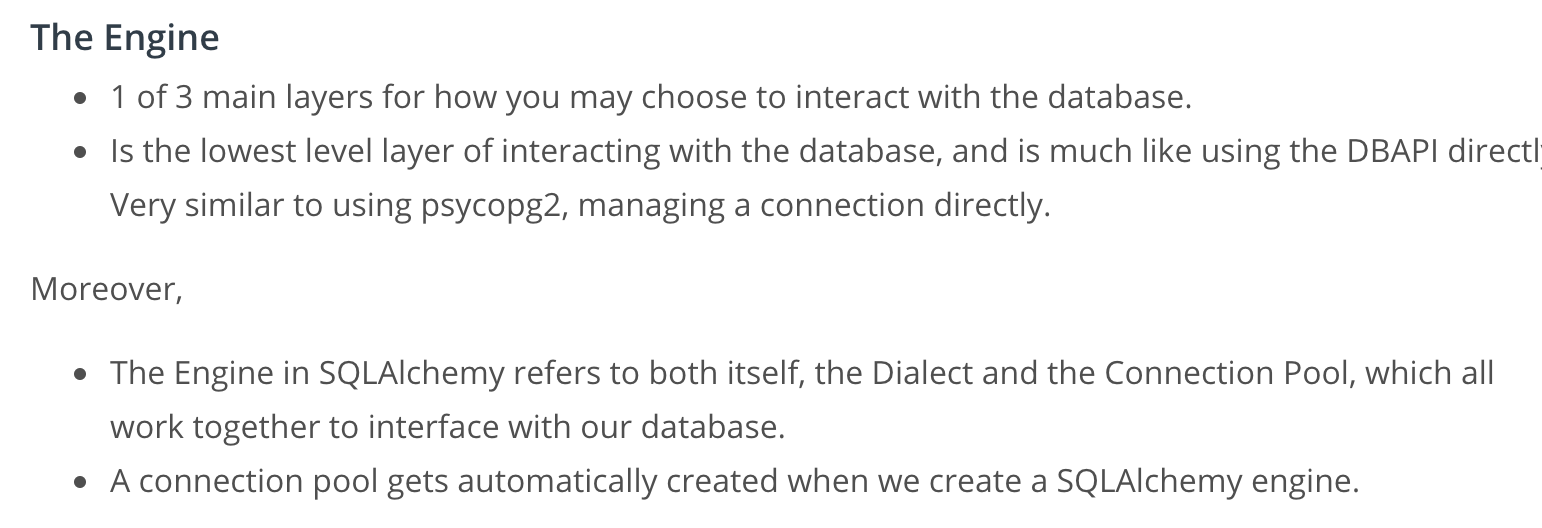 The Engine
1 of 3 main layers for how you may choose to interact with the database.
Is the lowest level layer of interacting with the database, and is much like using the DBAPI directly
Very similar to using psycopg2, managing a connection directly.
Moreover,
The Engine in SQLAlchemy refers to both itself, the Dialect and the Connection Pool, which all
work together to interface with our database.
A connection pool gets automatically created when we create a SQLAlchemy engine.